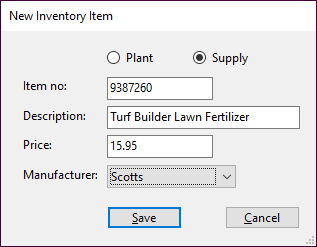 New Inventory Item
Plant Supply
Item no: 9387260
Description: Turf Builder Lawn Fertilizer
Price: 15.95
Manufacturer: Scotts
Save Cancel